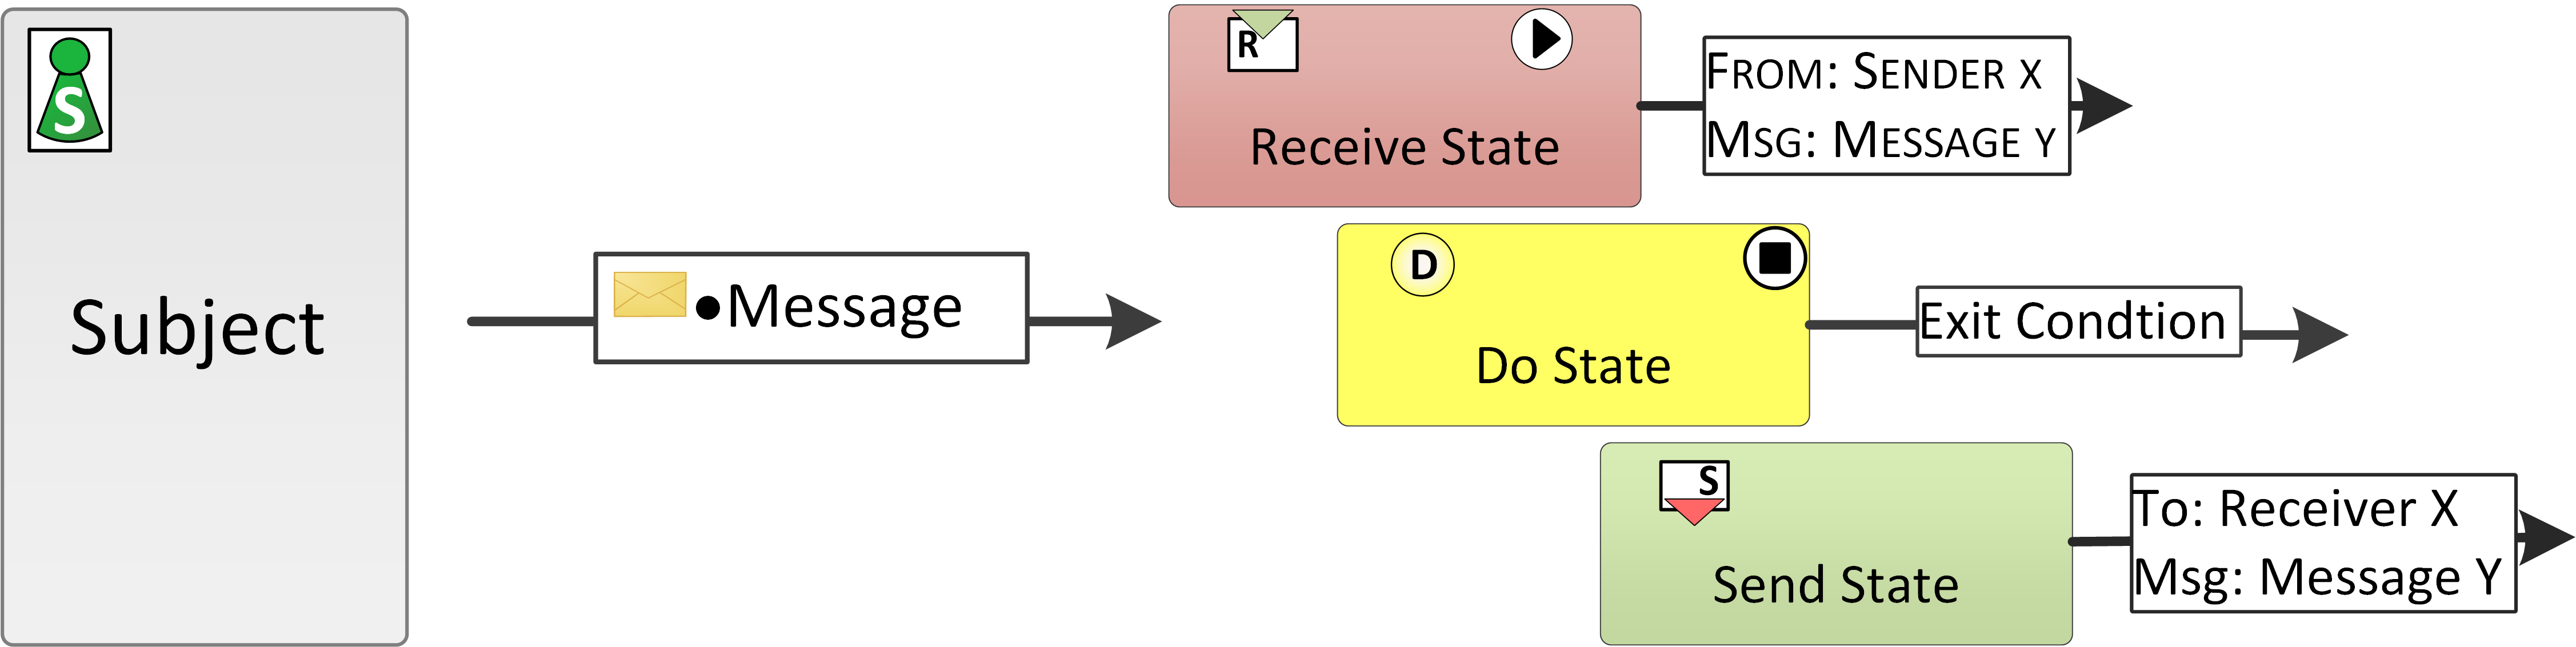 S
Subject
•Message
R
Receive State
FROM: SENDER X
MSG: MESSAGE Y
D
Do State
Exit Condtion
S
Send State
To: Receiver X
Msg: Message Y